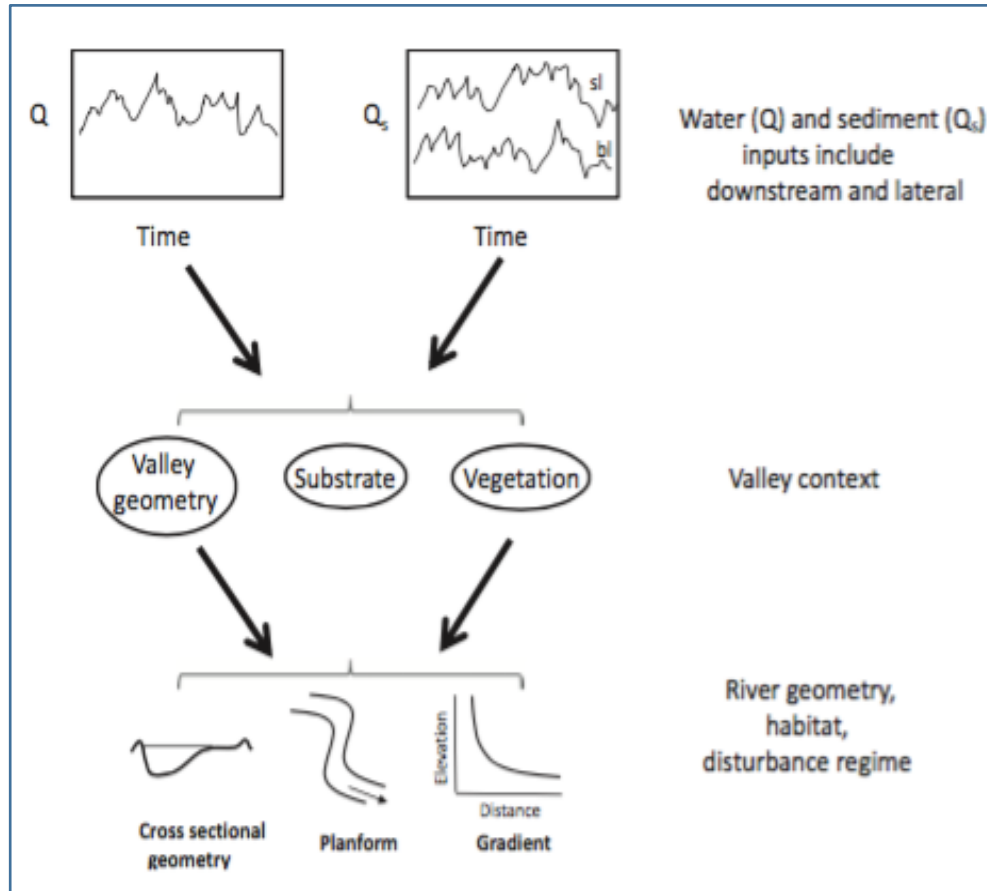 Q
Time
Qs
sl
bl
Time
Water (Q) and sediment (Qs)
inputs include
downstream and lateral
Valley
geometry
Substrate
Vegetation
Valley context
Cross sectional
geometry
Planform
Elevation
Distance
Gradient
River geometry,
habitat,
disturbance regime